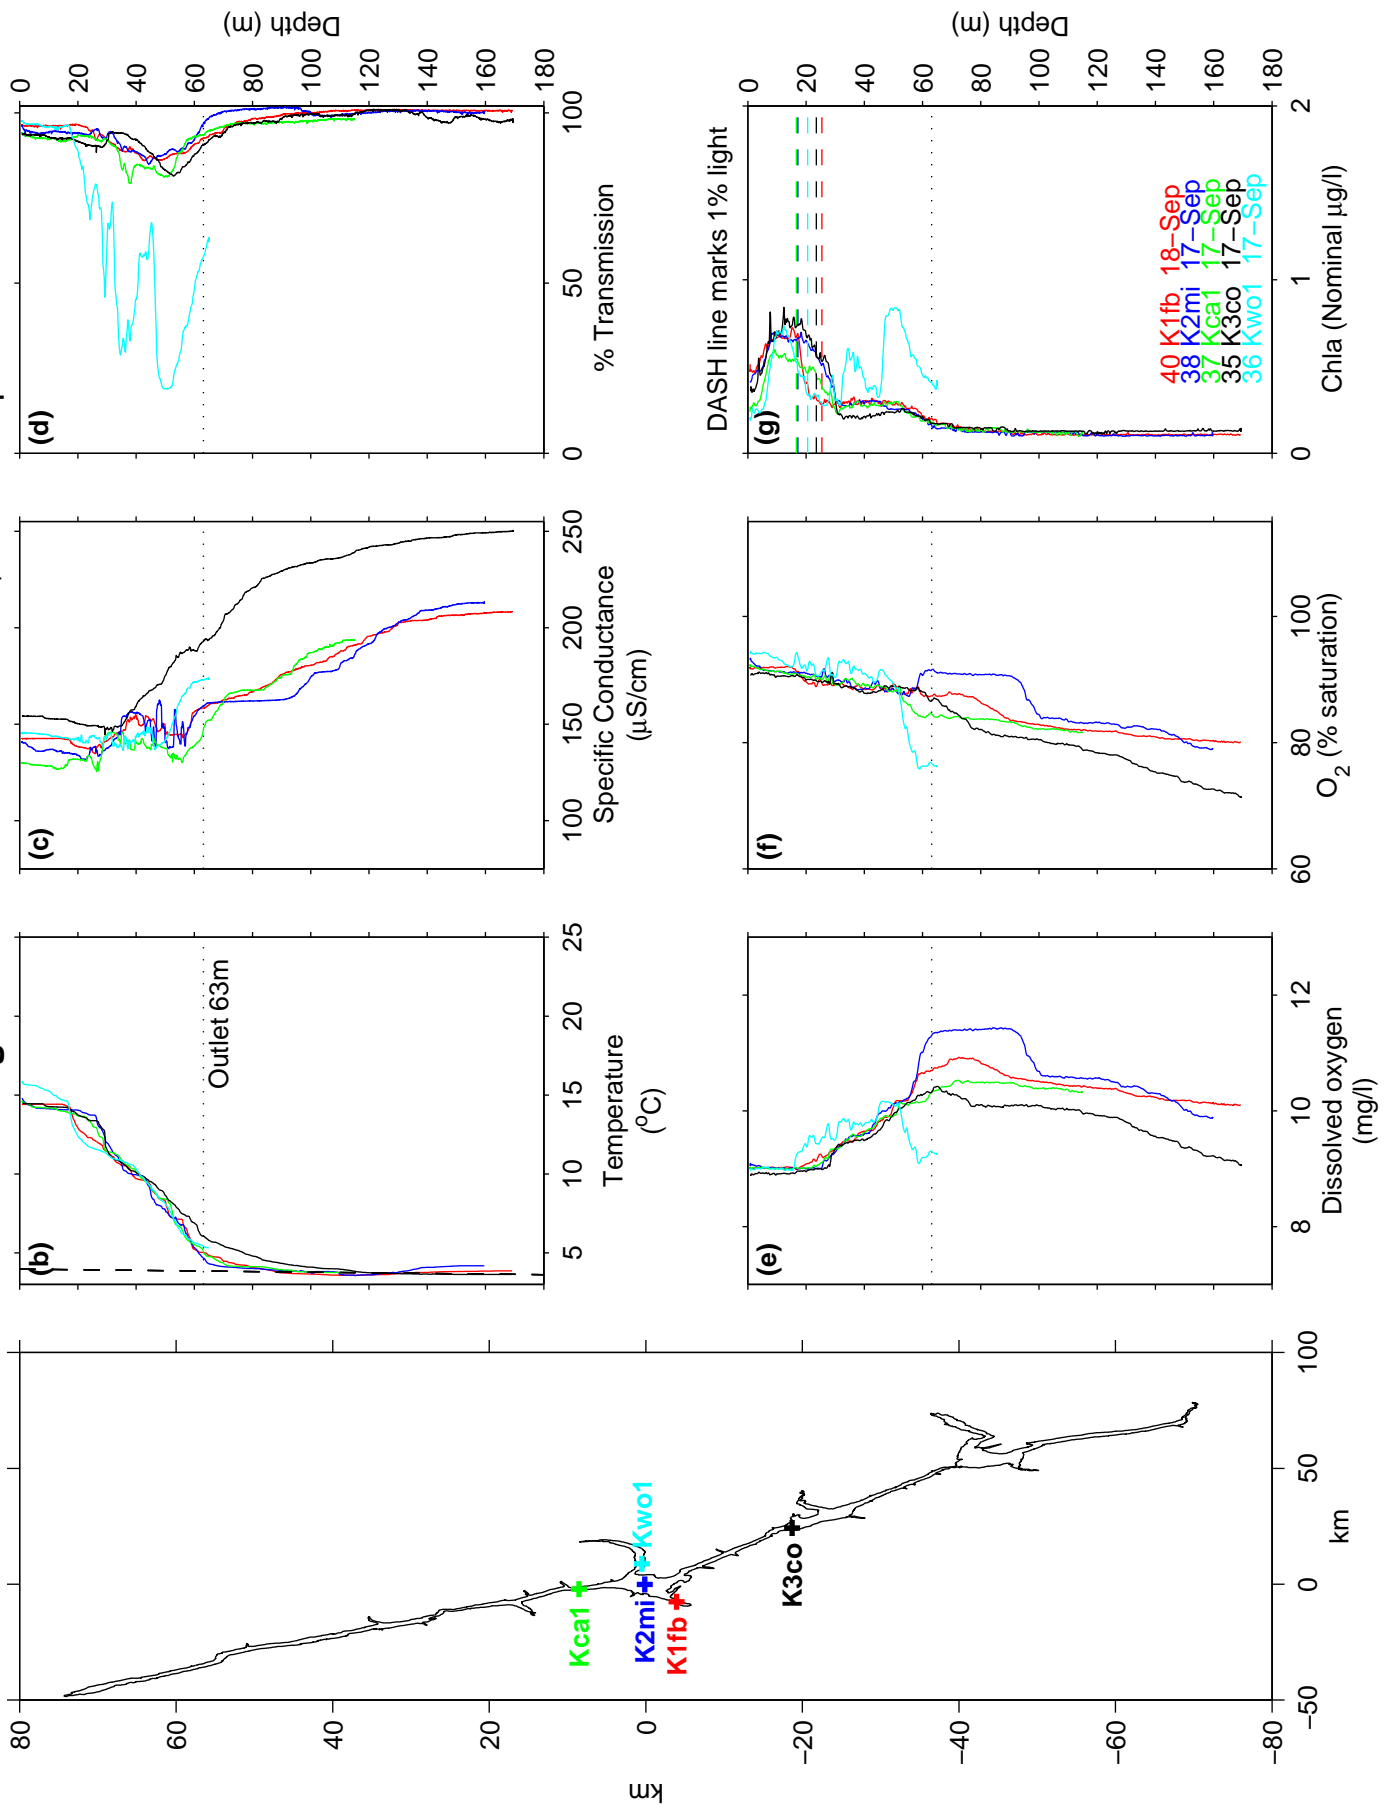 80
60
40
20
0
−20
−40
−60
−80
km
−50
0
50
100
km
Kca1
K2mi
Kwo1
K1fb
K3co
(b)
Outlet 63m
5
10
15
20
25
Temperature
(°C)
(c)
100
150
200
250
Specific Conductance
(μS/cm)
(d)
0
50
100
% Transmission
0
20
40
60
80
100
120
140
160
180
Depth (m)
(e)
8
10
12
Dissolved oxygen
(mg/l)
(f)
60
80
100
O2 (% saturation)
DASH line marks 1% light
(g)
40 K1fb 18−Sep
38 K2mi 17−Sep
37 Kca1 17−Sep
35 K3co 17−Sep
36 Kwo1 17−Sep
0
1
2
Chla (Nominal μg/l)
0
20
40
60
80
100
120
140
160
180
Depth (m)